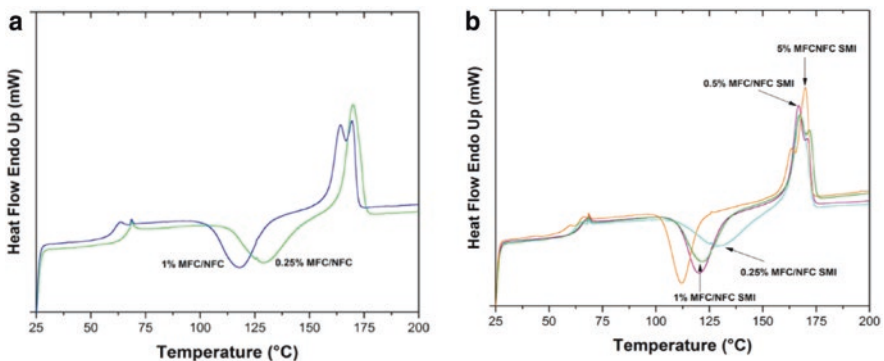 a
Heat Flow Endo Up (mW)
1% MFC/NFC
0.25% MFC/NFC
25 50 75 100 125 150 175 200
Temperature (°C)
b
Heat Flow Endo Up (mW)
5% MFCNFC SMI
0.5% MFC/NFC SMI
0.25% MFC/NFC SMI
1% MFC/NFC SMI
25 50 75 100 125 150 175 200
Temperature (°C)